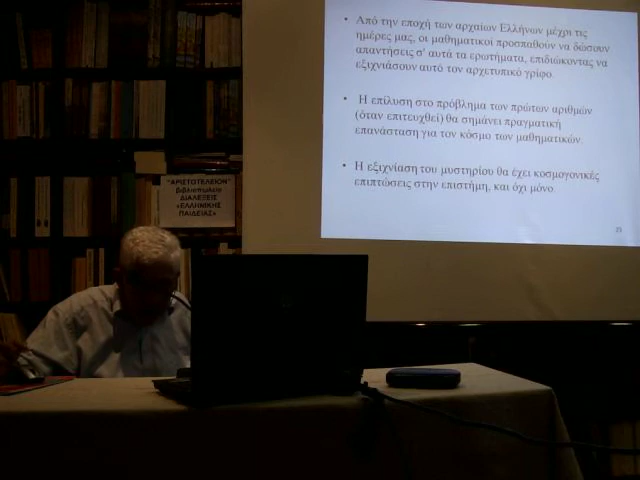 • Από την εποχή των αρχαίων Ελλήνων μέχρι τις
ημέρες μας, οι μαθηματικοί προσπαθούν να δώσουν
απαντήσεις σ' αυτά τα ερωτήματα, επιδιώκοντας να
εξιχνιάσουν αυτό τον αρχετυπικό γρίφο.
• Η επίλυση στο πρόβλημα των πρώτων αριθμών
(όταν επιτευχθεί) θα σημάνει πραγματική
επανάσταση για τον κόσμο των μαθηματικών.
• Η εξιχνίαση του μυστηρίου θα έχει κοσμογονικές
επιπτώσεις στην επιστήμη, και όχι μόνο.
"ΑΡΙΣΤΟΤΕΛΕΙΟΝ"
βιβλιοπωλείο
ΔΙΑΛΕΞΕΙΣ
«ΕΛΛΗΝΙΚΗΣ
ΠΑΙΔΕΙΑΣ»